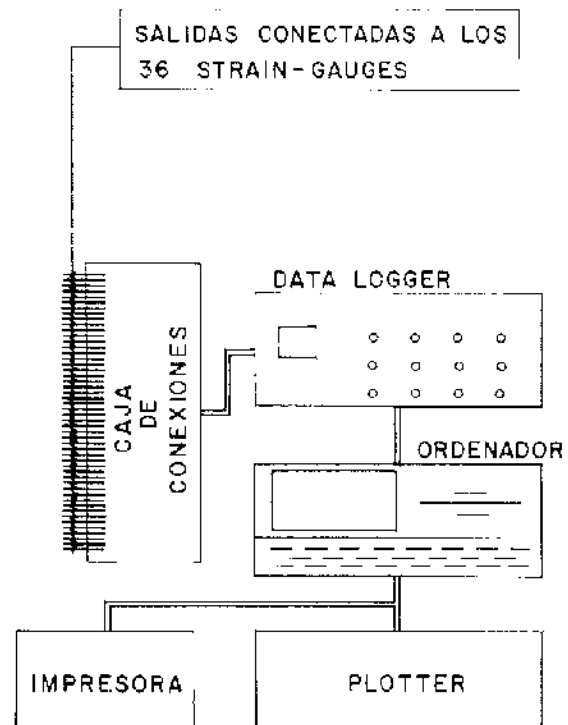 SALIDAS CONECTADAS A LOS
36 STRAIN-GAUGES
DATA LOGGER
CAJA
DE
CONEXIONES
ORDENADOR
IMPRESORA
PLOTTER